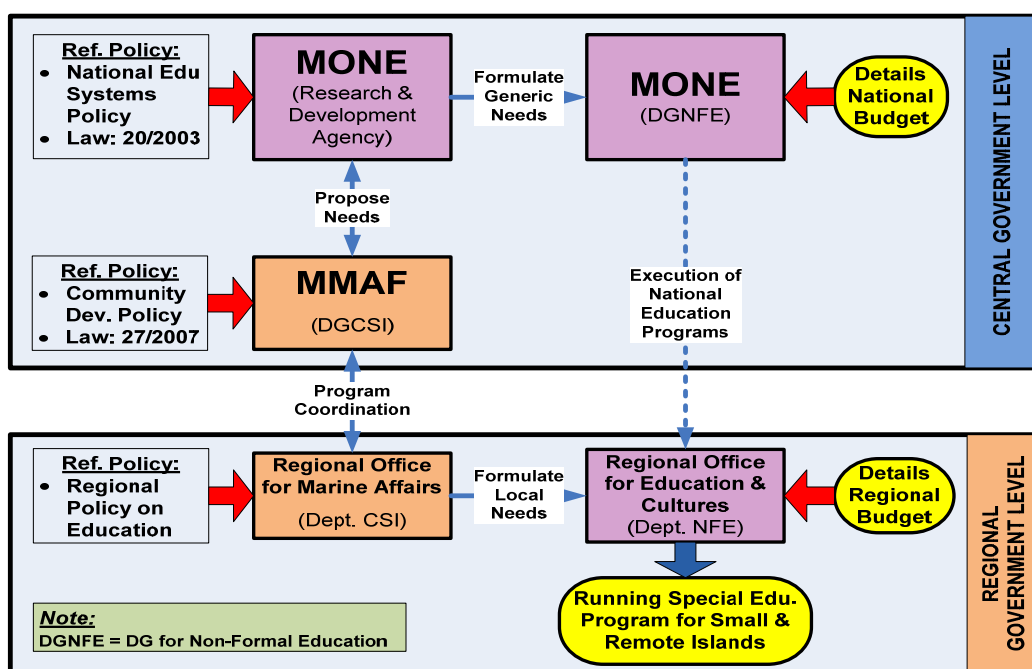 Ref. Policy:
• National Edu
Systems
Policy
• Law: 20/2003
MONE
(Research &
Development
Agency)
Formulate
Generic
Needs
MONE
(DGNFE)
Details
National
Budget
CENTRAL GOVERNMENT LEVEL
Propose
Needs
Ref. Policy:
• Community
Dev. Policy
• Law: 27/2007
MMAF
(DGCSI)
Execution of
National
Education
Programs
Program
Coordination
Ref. Policy:
• Regional
Policy on
Education
Regional Office
for Marine Affairs
(Dept. CSI)
Formulate
Local
Needs
Regional Office
for Education &
Cultures
(Dept. NFE)
Details
Regional
Budget
REGIONAL
GOVERNMENT LEVEL
Running Special Edu.
Program for Small &
Remote Islands
Note:
DGNFE = DG for Non-Formal Education